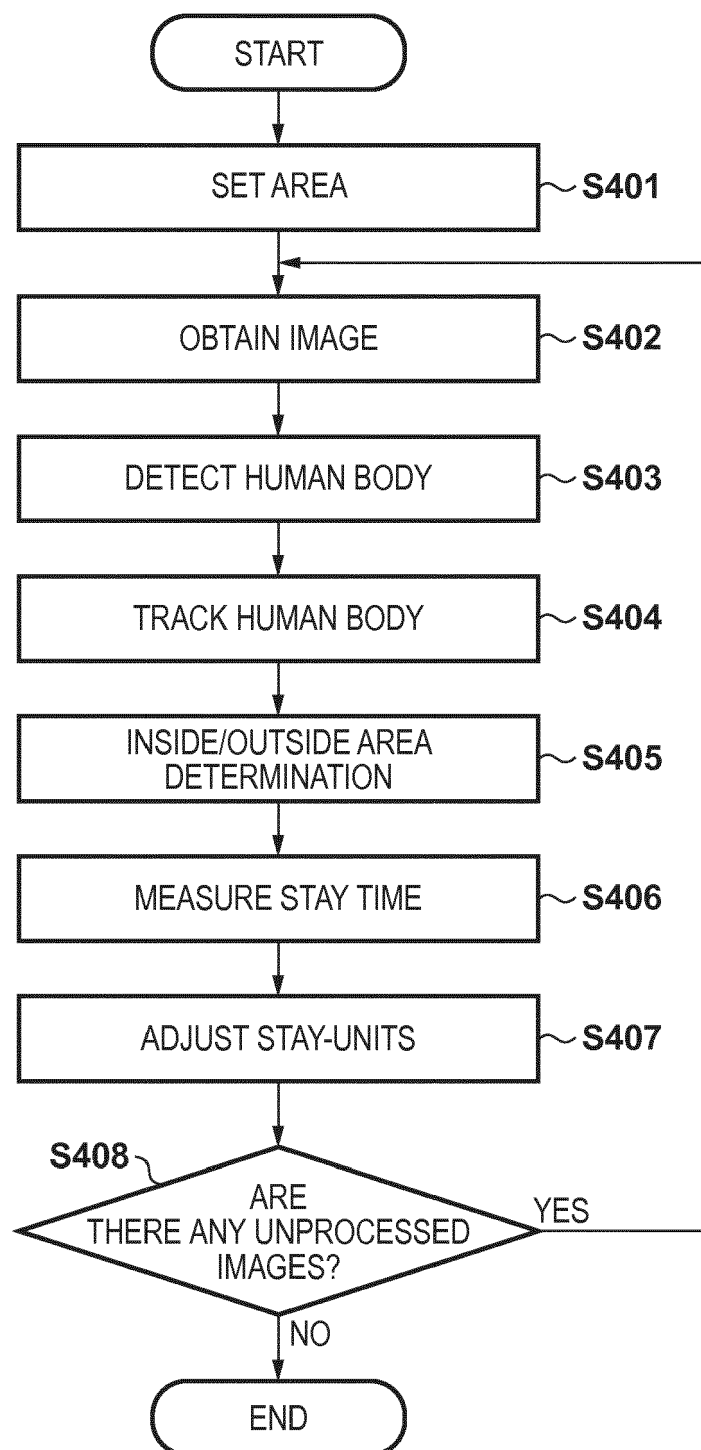 START
SET AREA
S401
OBTAIN IMAGE
S402
DETECT HUMAN BODY
S403
TRACK HUMAN BODY
S404
INSIDE/OUTSIDE AREA
DETERMINATION
S405
MEASURE STAY TIME
S406
ADJUST STAY-UNITS
S407
S408
ARE
THERE ANY UNPROCESSED
IMAGES?
YES
NO
END